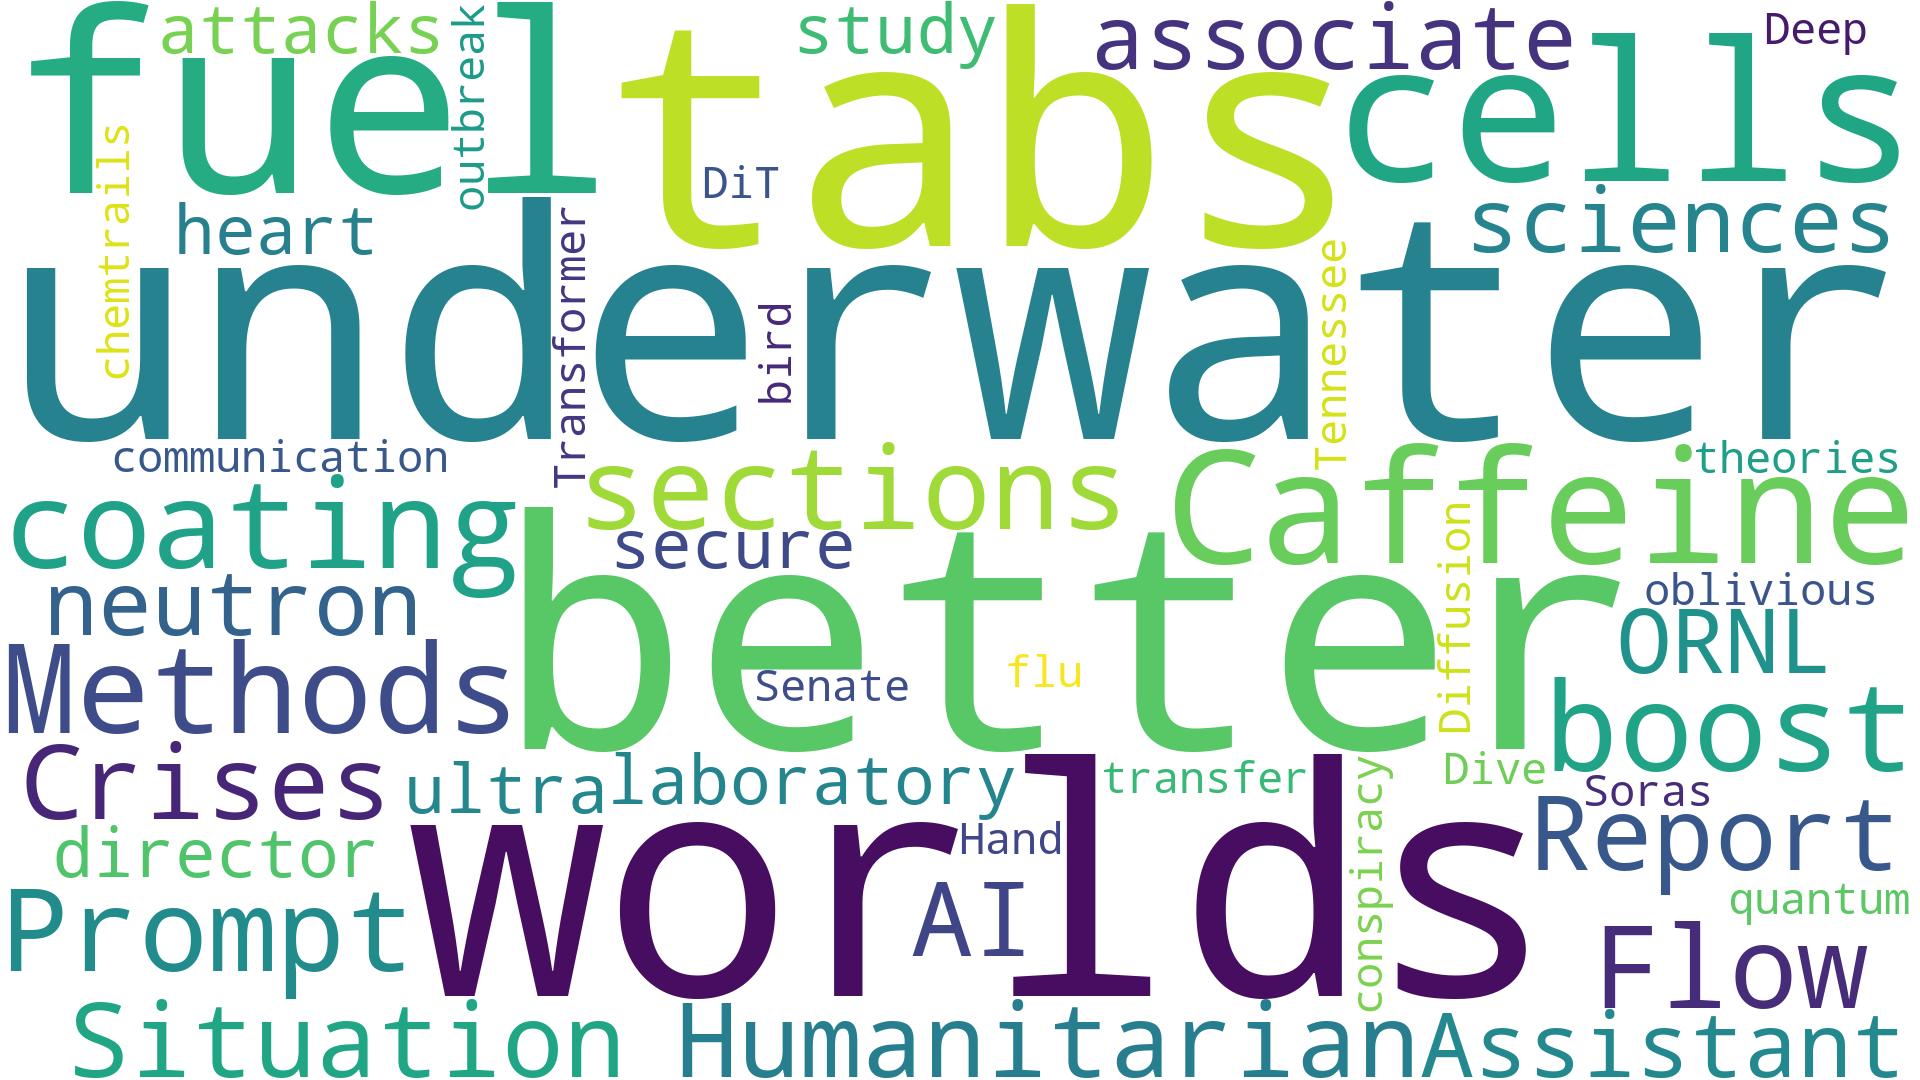 fuel
attacks
outbreak
tabs
study
associate
cells
Deep
chemtrails
heart
DiT
sciences
underwater
Transformer
bird
Tennessee
communication
sections
Caffeine
theories
coating
secure
better
Diffusion
oblivious
neutron
ORNL
Methods
Senate
flu
boost
Crises
ultra
laboratory
transfer
Dive
Soras
conspiracy
director
worlds
Hand
Report
Prompt
AI
quantum
Flow
Situation
Humanitarian
Assistant